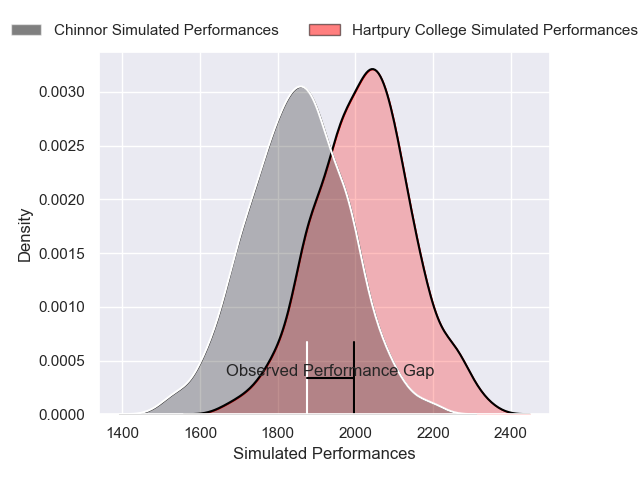 Chinnor Simulated Performances
Hartpury College Simulated Performances
0.0030
0.0025
0.0020
0.0015
0.0010
0.0005
0.0000
Density
Observed Performance Gap
1400 1600 1800 2000 2200 2400
Simulated Performances